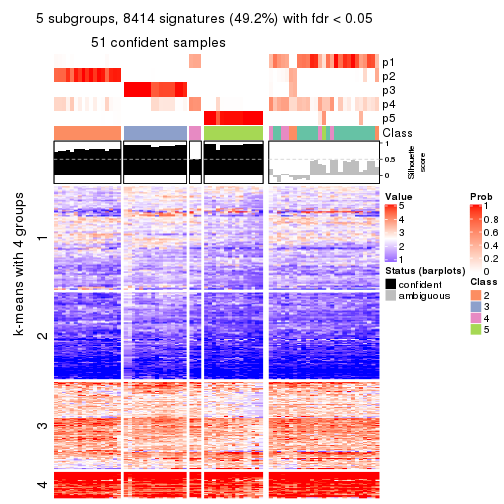 5 subgroups, 8414 signatures (49.2%) with fdr < 0.05
51 confident samples
p1
p2
p3
p4
p5
Class
1
0.5
0
Silhouette
score
k-means with 4 groups
1
2
3
4
Value
5
4
3
2
1
Status (barplots)
confident
ambiguous
Prob
1
0.8
0.6
0.4
0.2
0
Class
2
3
4
5